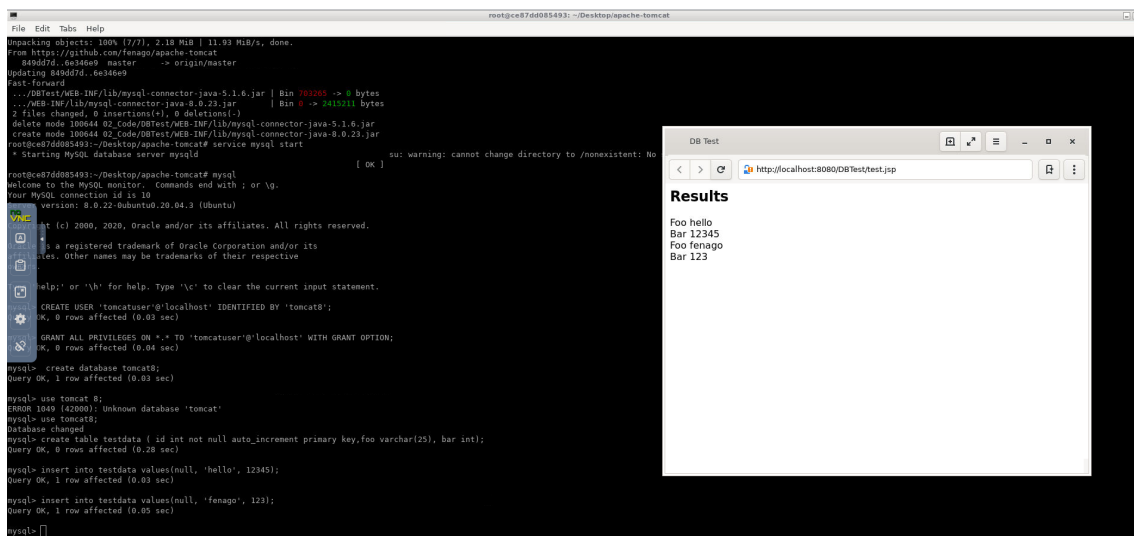 root@ce87dd085493: ~/Desktop/apache-tomcat
File Edit Tabs Help
Unpacking objects: 100% (7/7), 2.18 MiB | 11.93 MiB/s, done.
From https://github.com/fenago/apache-tomcat
849dd7d..6e346e9 master -> origin/master
Updating 849dd7d..6e346e9
Fast-forward
.../DBTest/WEB-INF/lib/mysql-connector-java-5.1.6.jar | Bin 703265 -> 0 bytes
.../WEB-INF/lib/mysql-connector-java-8.0.23.jar | Bin 0 -> 2415211 bytes
2 files changed, 0 insertions(+), 0 deletions(-)
delete mode 100644 02_Code/DBTest/WEB-INF/lib/mysql-connector-java-5.1.6.jar
create mode 100644 02_Code/DBTest/WEB-INF/lib/mysql-connector-java-8.0.23.jar
root@ce87dd085493:~/Desktop/apache-tomcat# service mysql start
* Starting MySQL database server mysqld su: warning: cannot change directory to /nonexistent: No
[ OK ]
root@ce87dd085493:~/Desktop/apache-tomcat# mysql
Welcome to the MySQL monitor. Commands end with ; or \g.
Your MySQL connection id is 10
version: 8.0.22-0ubuntu0.20.04.3 (Ubuntu)
VNC
(c) 2000, 2020, Oracle and/or its affiliates. All rights reserved.
is a registered trademark of Oracle Corporation and/or its
Other names may be trademarks of their respective
help;' or '\h' for help. Type '\c' to clear the current input statement.
CREATE USER 'tomcatuser'@'localhost' IDENTIFIED BY 'tomcat8';
OK, 0 rows affected (0.03 sec)
GRANT ALL PRIVILEGES ON *.* TO 'tomcatuser'@'localhost' WITH GRANT OPTION;
OK, 0 rows affected (0.04 sec)
mysql> create database tomcat8;
Query OK, 1 row affected (0.03 sec)
mysql> use tomcat 8;
ERROR 1049 (42000): Unknown database 'tomcat'
mysql> use tomcat8;
Database changed
mysql> create table testdata ( id int not null auto_increment primary key,foo varchar(25), bar int);
Query OK, 0 rows affected (0.28 sec)
mysql> insert into testdata values(null, 'hello', 12345);
Query OK, 1 row affected (0.03 sec)
mysql> insert into testdata values(null, 'fenago', 123);
Query OK, 1 row affected (0.05 sec)
mysql>
DB Test
http://localhost:8080/DBTest/test.jsp
Results
Foo hello
Bar 12345
Foo fenago
Bar 123